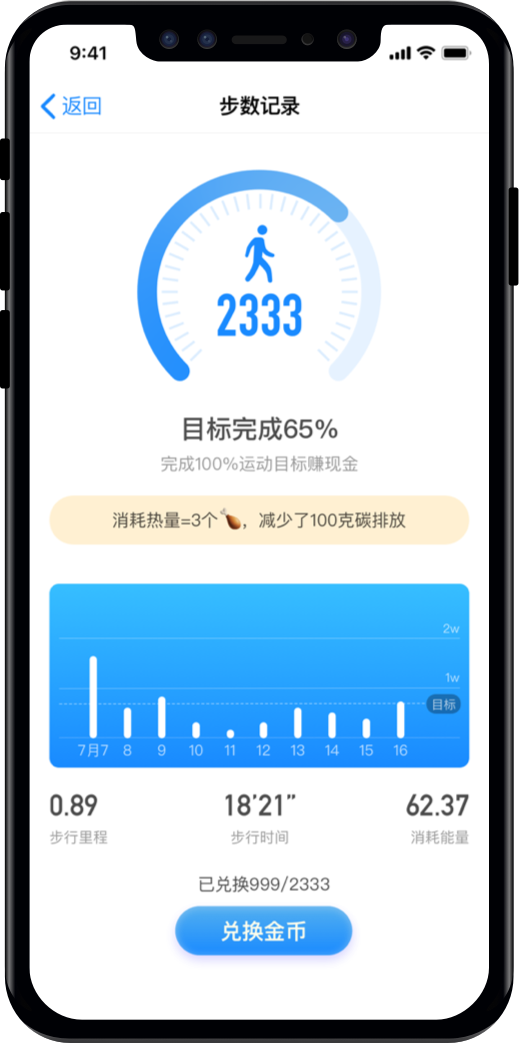 9:41
返回
步数记录
2333
目标完成65%
完成100%运动目标赚现金
消耗热量=3个🍗，减少了100克碳排放
2w
1w
目标
7月7 8 9 10 11 12 13 14 15 16
0.89 18’21” 62.37
步行里程 步行时间 消耗能量
已兑换999/2333
兑换金币